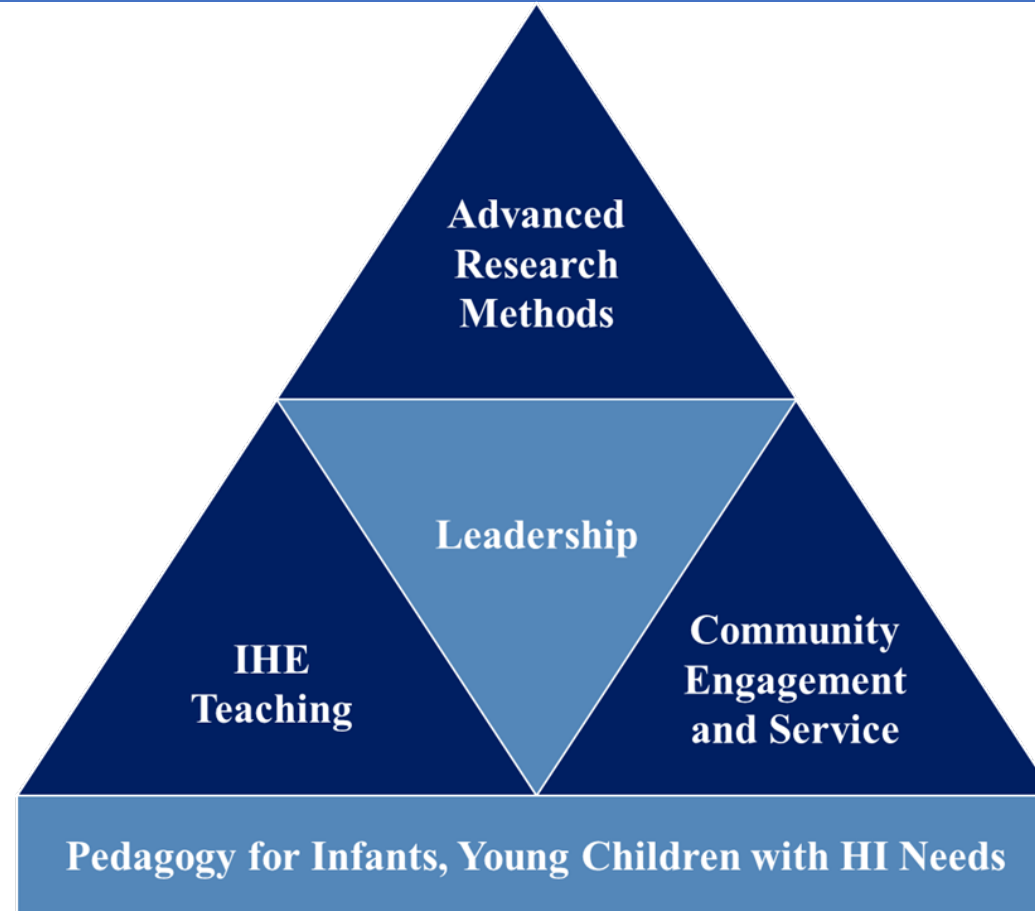 Advanced
Research
Methods
Leadership
IHE
Teaching
Community
Engagement
and Service
Pedagogy for Infants, Young Children with HI Needs